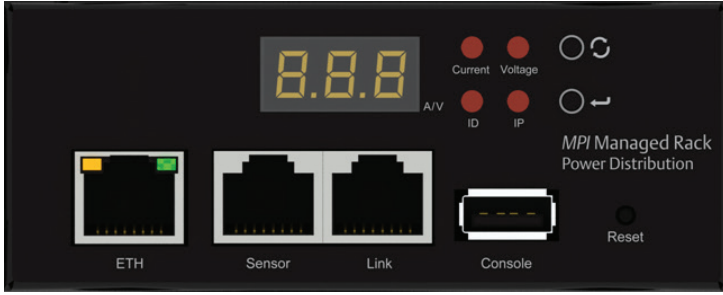 8.8.8
A/V
Current Voltage
ID IP
MPI Managed Rack
Power Distribution
ETH
Sensor
Link
Console
Reset